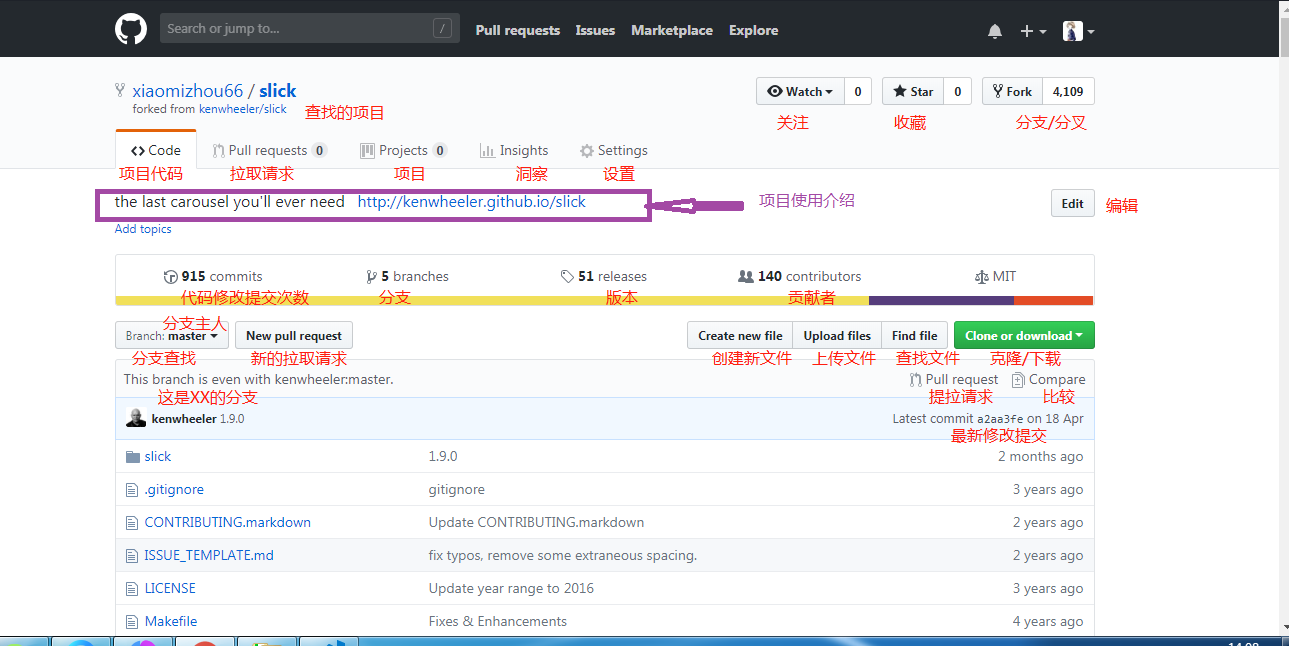 Search or jump to... /
Pull requests Issues Marketplace Explore
xiaomizhou66 / slick
forked from kenwheeler/slick
查找的项目
Watch 0 Star 0 Fork 4,109
关注 收藏 分支/分叉
Code Pull requests 0 Projects 0 Insights Settings
项目代码 拉取请求 项目 洞察 设置
the last carousel you'll ever need http://kenwheeler.github.io/slick
项目使用介绍
Edit 编辑
Add topics
915 commits 5 branches 51 releases 140 contributors MIT
代码修改提交次数 分支 版本 贡献者
分支主人
Branch: master New pull request Create new file Upload files Find file Clone or download
分支查找 新的拉取请求 创建新文件 上传文件 查找文件 克隆/下载
This branch is even with kenwheeler:master. Pull request Compare
这是XX的分支 提拉请求 比较
kenwheeler 1.9.0 Latest commit a2aa3fe on 18 Apr
最新修改提交
slick 1.9.0 2 months ago
.gitignore gitignore 3 years ago
CONTRIBUTING.markdown Update CONTRIBUTING.markdown 2 years ago
ISSUE_TEMPLATE.md fix typos, remove some extraneous spacing. 2 years ago
LICENSE Update year range to 2016 3 years ago
Makefile Fixes & Enhancements 4 years ago